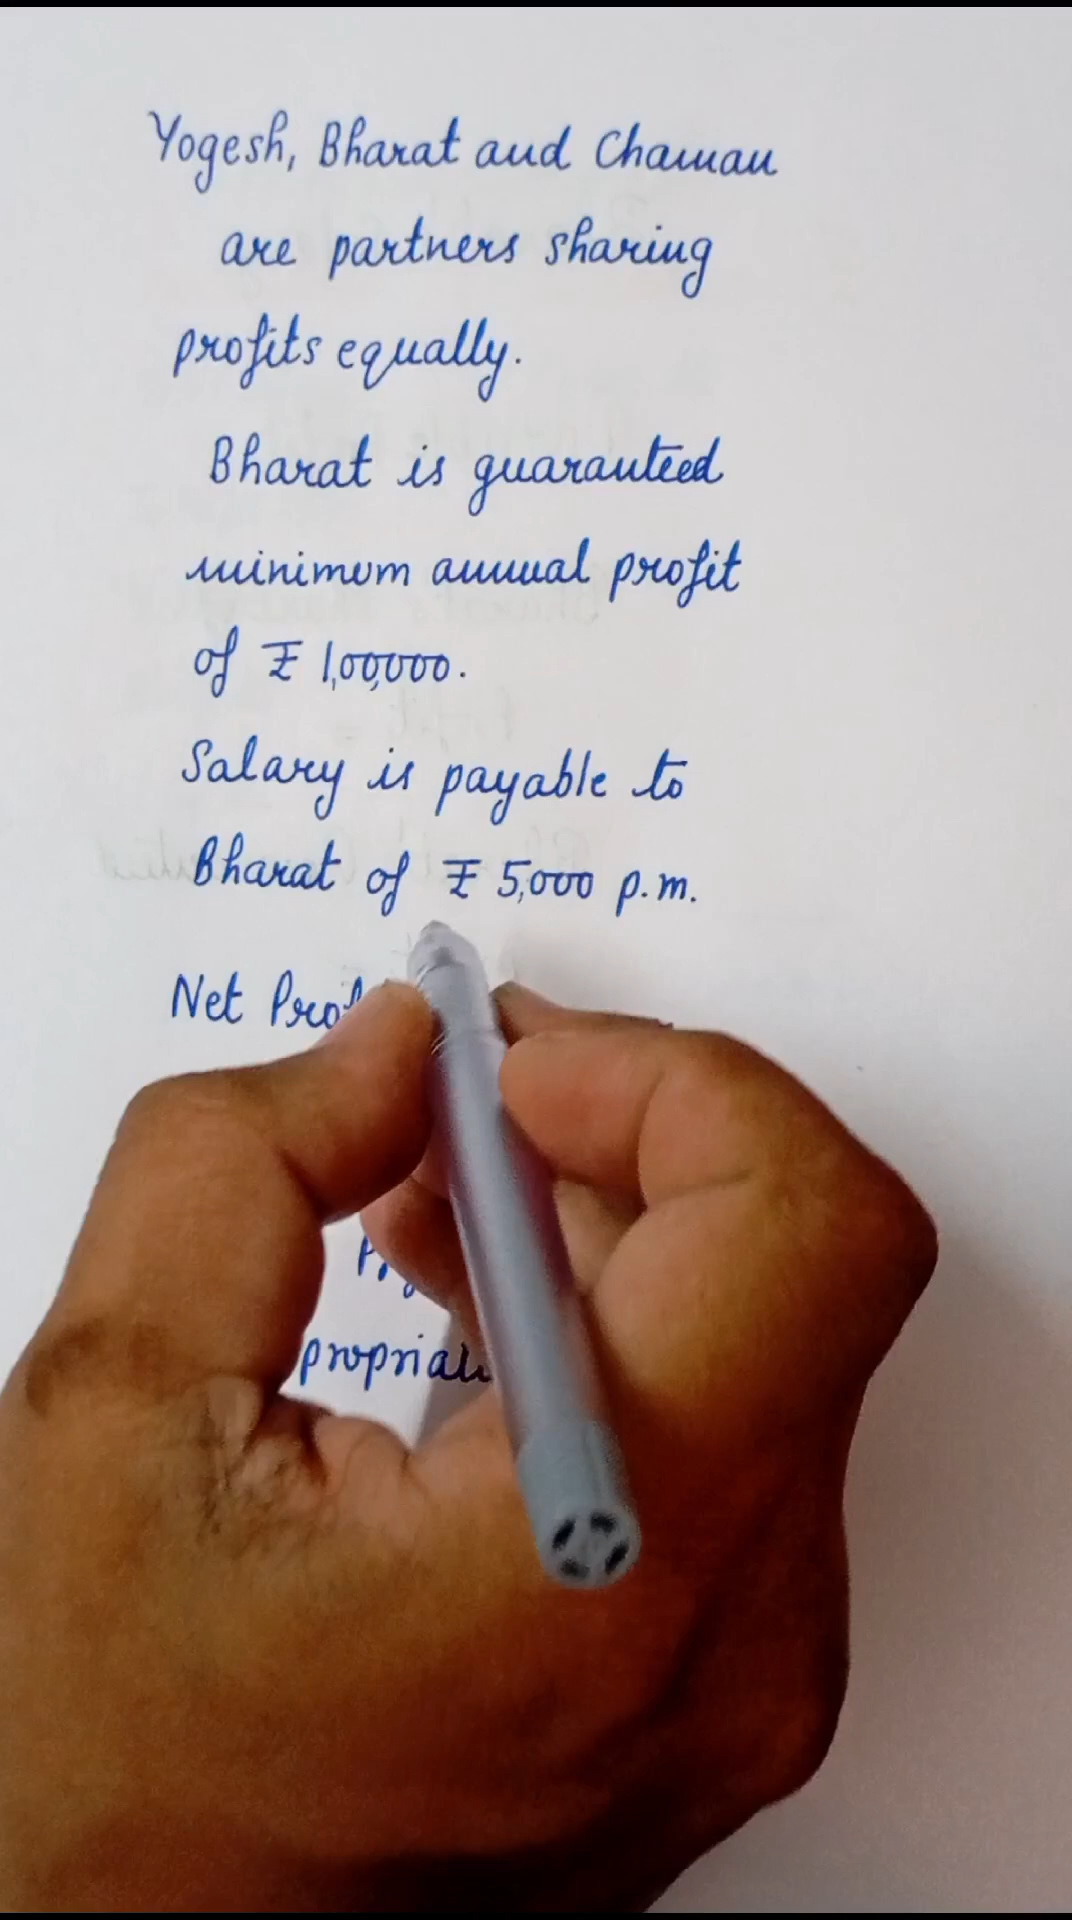 Yogesh, Bharat and Chaman
are partners sharing
profits equally.
Bharat is guaranteed
minimum annual profit
of ₹ 1,00,000.
Salary is payable to
Bharat of ₹ 5,000 p.m.
Net